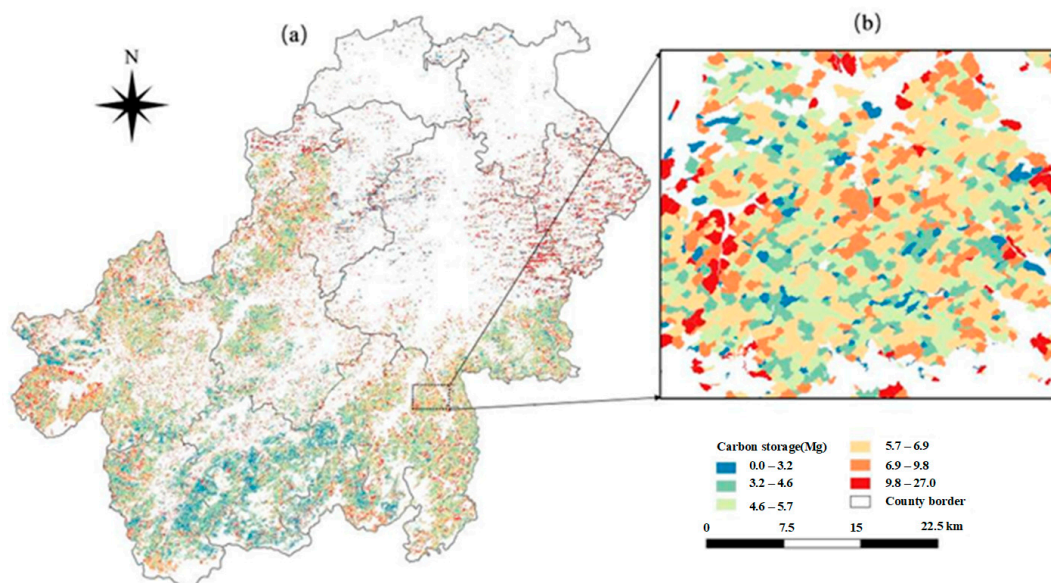 (a)
(b)
N
Carbon storage(Mg)
0.0 – 3.2
3.2 – 4.6
4.6 – 5.7
5.7 – 6.9
6.9 – 9.8
9.8 – 27.0
County border
0 7.5 15 22.5 km